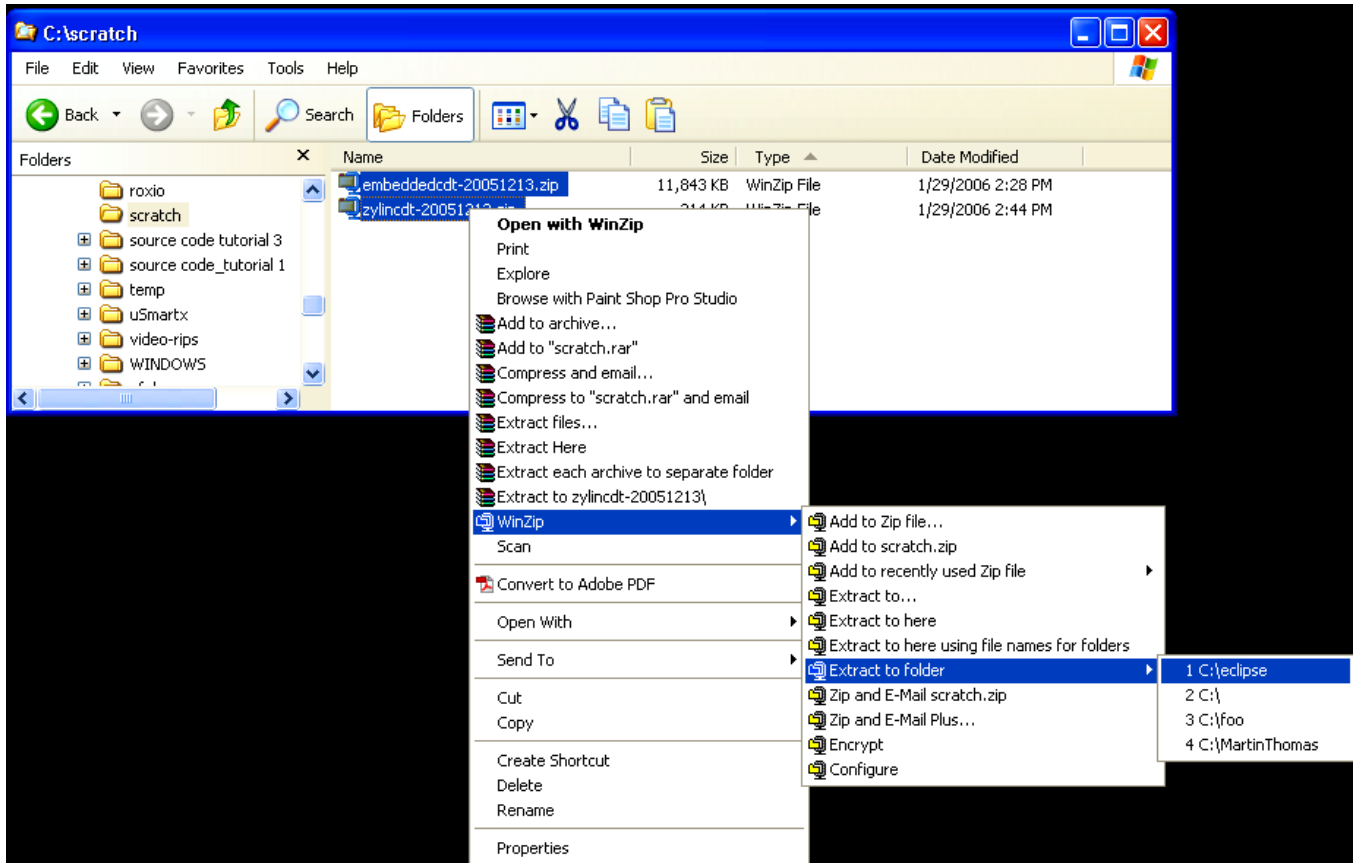 C:\scratch
File Edit View Favorites Tools Help
Back Search Folders
Folders
roxio
scratch
source code tutorial 3
source code_tutorial 1
temp
uSmartx
video-rips
WINDOWS
Name Size Type Date Modified
embeddedcdt-20051213.zip 11,843 KB WinZip File 1/29/2006 2:28 PM
zylincdt-20051213.zip 314 KB WinZip File 1/29/2006 2:44 PM
Open with WinZip
Print
Explore
Browse with Paint Shop Pro Studio
Add to archive...
Add to "scratch.rar"
Compress and email...
Compress to "scratch.rar" and email
Extract files...
Extract Here
Extract each archive to separate folder
Extract to zylincdt-20051213\
WinZip
Scan
Convert to Adobe PDF
Open With
Send To
Cut
Copy
Create Shortcut
Delete
Rename
Properties
Add to Zip file...
Add to scratch.zip
Add to recently used Zip file
Extract to...
Extract to here
Extract to here using file names for folders
Extract to folder
Zip and E-Mail scratch.zip
Zip and E-Mail Plus...
Encrypt
Configure
1 C:\eclipse
2 C:\
3 C:\foo
4 C:\MartinThomas